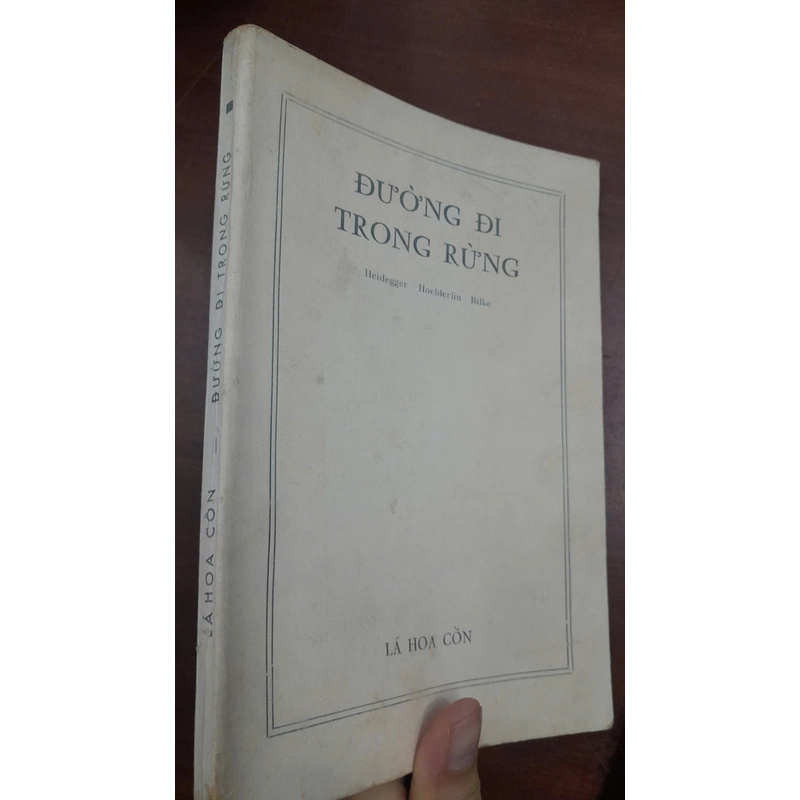 ĐƯỜNG ĐI
TRONG RỪNG
Heidegger Hoelderlin Rilke
LÁ HOA CỒN
LÁ HOA CỒN — ĐƯỜNG ĐI TRONG RỪNG